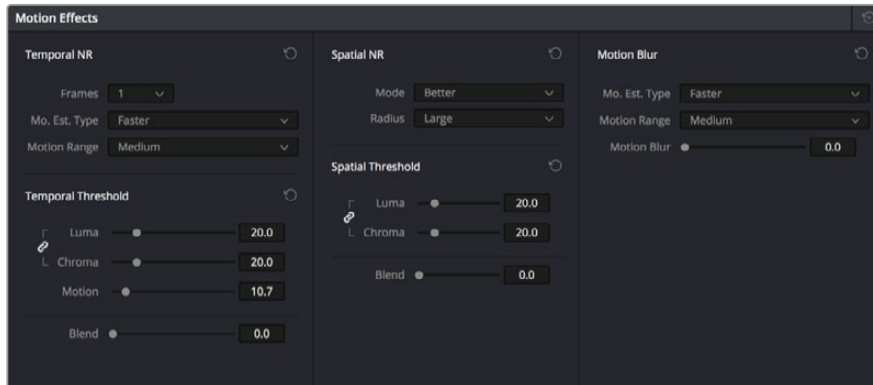 Motion Effects
Temporal NR
Frames 1
Mo. Est. Type Faster
Motion Range Medium
Temporal Threshold
Luma 20.0
Chroma 20.0
Motion 10.7
Blend 0.0
Spatial NR
Mode Better
Radius Large
Spatial Threshold
Luma 20.0
Chroma 20.0
Blend 0.0
Motion Blur
Mo. Est. Type Faster
Motion Range Medium
Motion Blur 0.0